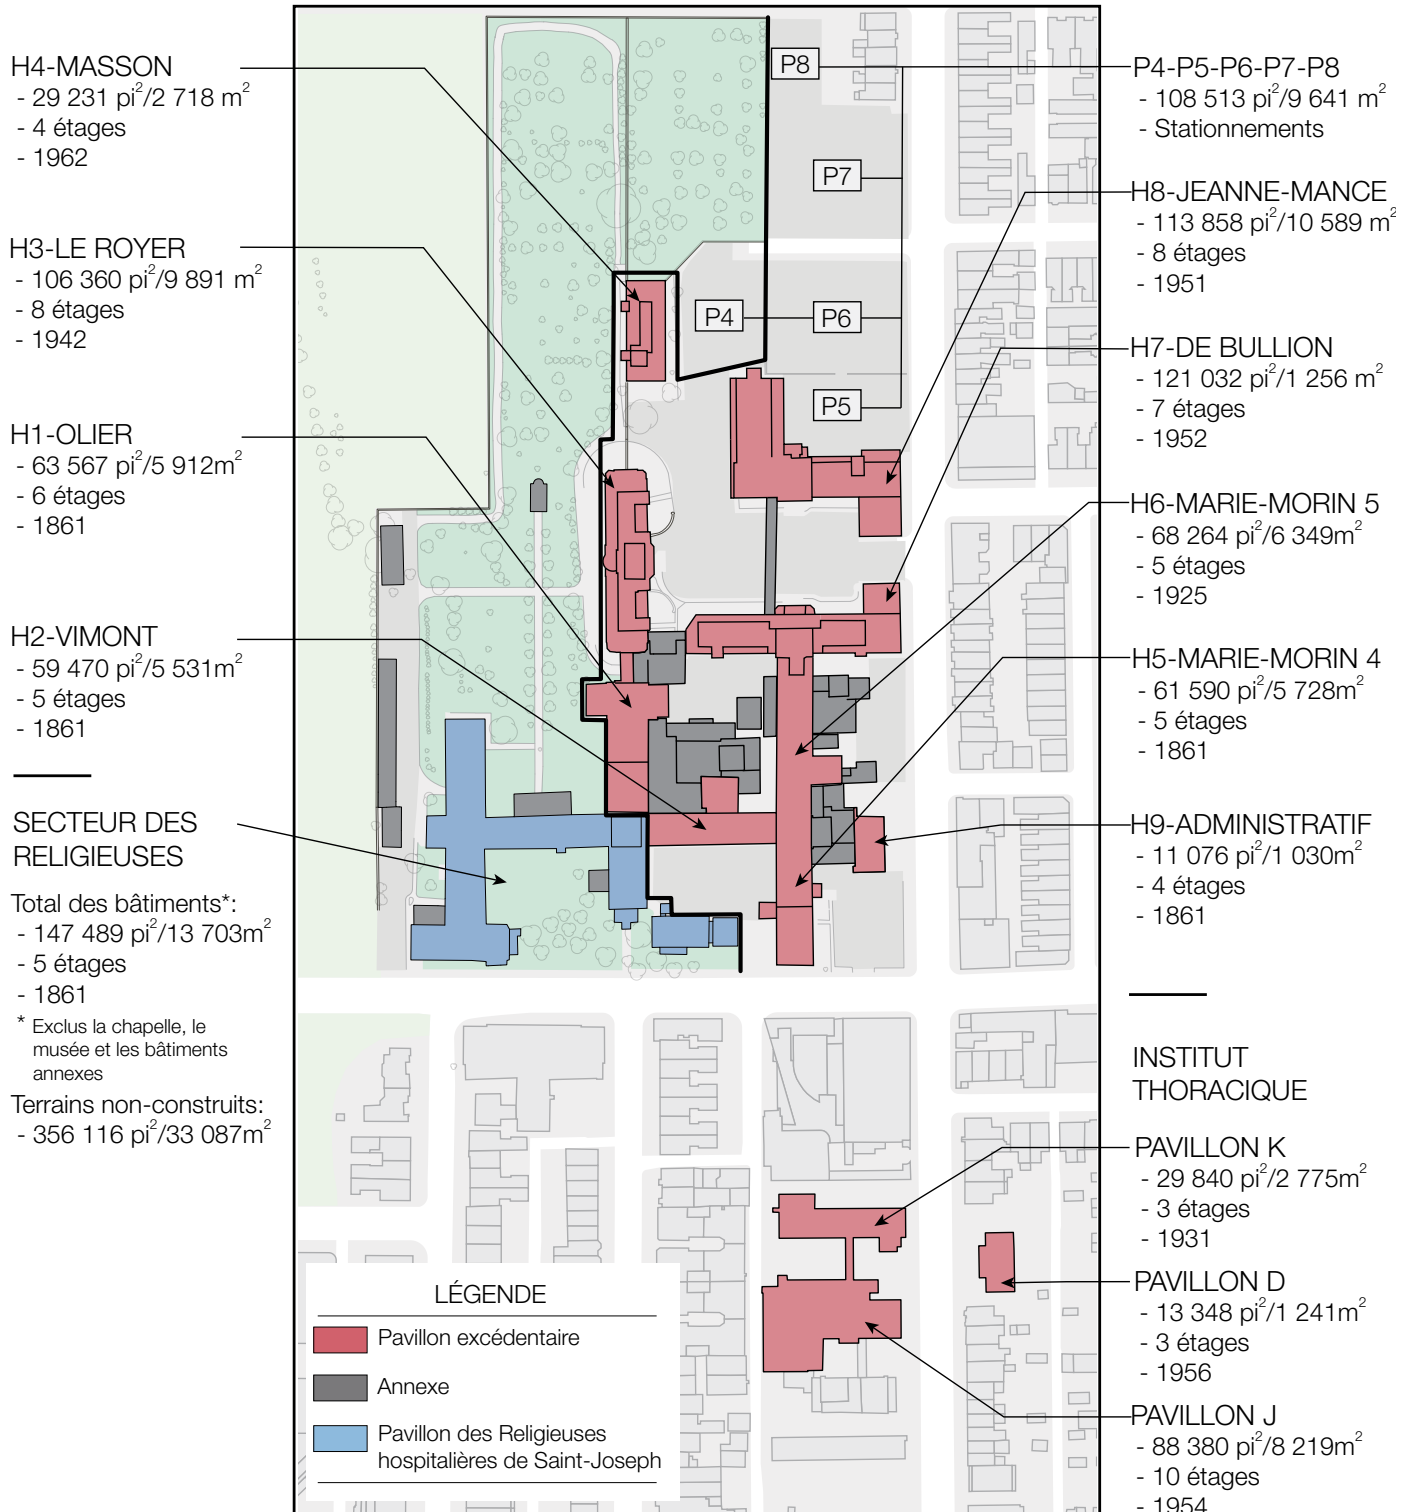 H4-MASSON
- 29 231 pi²/2 718 m²
- 4 étages
- 1962
H3-LE ROYER
- 106 360 pi²/9 891 m²
- 8 étages
- 1942
H1-OLIER
- 63 567 pi²/5 912m²
- 6 étages
- 1861
H2-VIMONT
- 59 470 pi²/5 531m²
- 5 étages
- 1861
SECTEUR DES
RELIGIEUSES
Total des bâtiments*:
- 147 489 pi²/13 703m²
- 5 étages
- 1861
* Exclus la chapelle, le
musée et les bâtiments
annexes
Terrains non-construits:
- 356 116 pi²/33 087m²
P8
P7
P4
P6
P5
P4-P5-P6-P7-P8
- 108 513 pi²/9 641 m²
- Stationnements
H8-JEANNE-MANCE
- 113 858 pi²/10 589 m²
- 8 étages
- 1951
H7-DE BULLION
- 121 032 pi²/1 256 m²
- 7 étages
- 1952
H6-MARIE-MORIN 5
- 68 264 pi²/6 349m²
- 5 étages
- 1925
H5-MARIE-MORIN 4
- 61 590 pi²/5 728m²
- 5 étages
- 1861
H9-ADMINISTRATIF
- 11 076 pi²/1 030m²
- 4 étages
- 1861
INSTITUT
THORACIQUE
PAVILLON K
- 29 840 pi²/2 775m²
- 3 étages
- 1931
PAVILLON D
- 13 348 pi²/1 241m²
- 3 étages
- 1956
PAVILLON J
- 88 380 pi²/8 219m²
- 10 étages
- 1954
LÉGENDE
Pavillon excédentaire
Annexe
Pavillon des Religieuses
hospitalières de Saint-Joseph